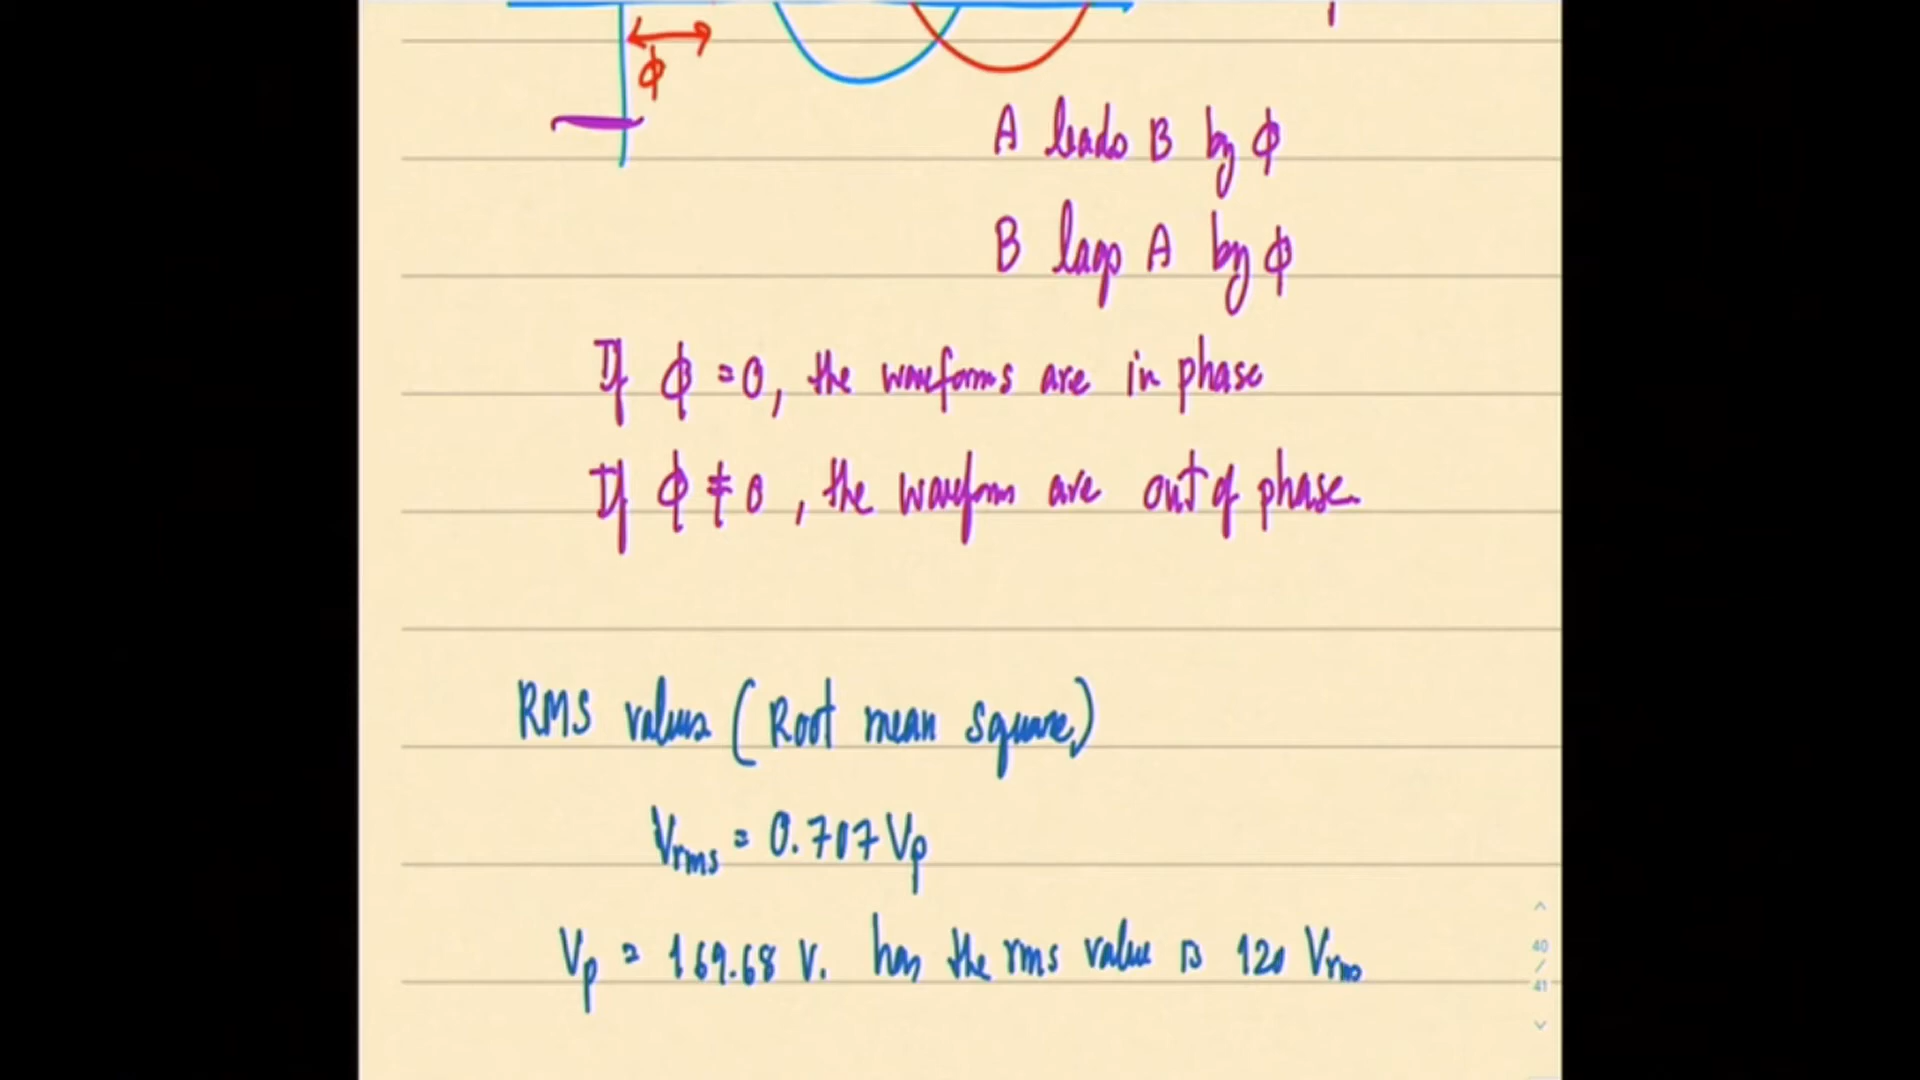 ϕ
A leads B by ϕ
B lags A by ϕ
If ϕ = 0, the waveforms are in phase
If ϕ ≠ 0, the waveform are out of phase
RMS values (Root mean square)
Vrms = 0.707 Vp
Vp = 169.68 V. has the rms value is 120 Vrms
40
/
41